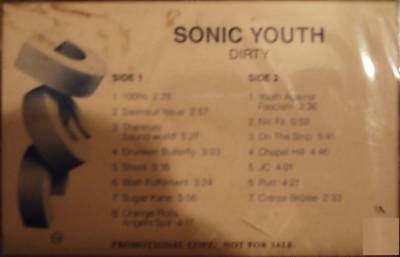 SONIC YOUTH
DIRTY
SIDE 1
1. 100% 2:28
2. Swimsuit Issue 2:57
3. Theresa's
Sound-world 5:27
4. Drunken Butterfly 3:03
5. Shoot 5:16
6. Wish Fulfillment 3:24
7. Sugar Kane 5:56
8. Orange Rolls,
Angel's Spit 4:17
SIDE 2
1. Youth Against
Fascism 3:36
2. Nic Fit 0:59
3. On The Strip 5:41
4. Chapel Hill 4:46
5. JC 4:01
6. Purr 4:21
7. Crème Brûlée 2:33
PROMOTIONAL COPY. NOT FOR SALE.